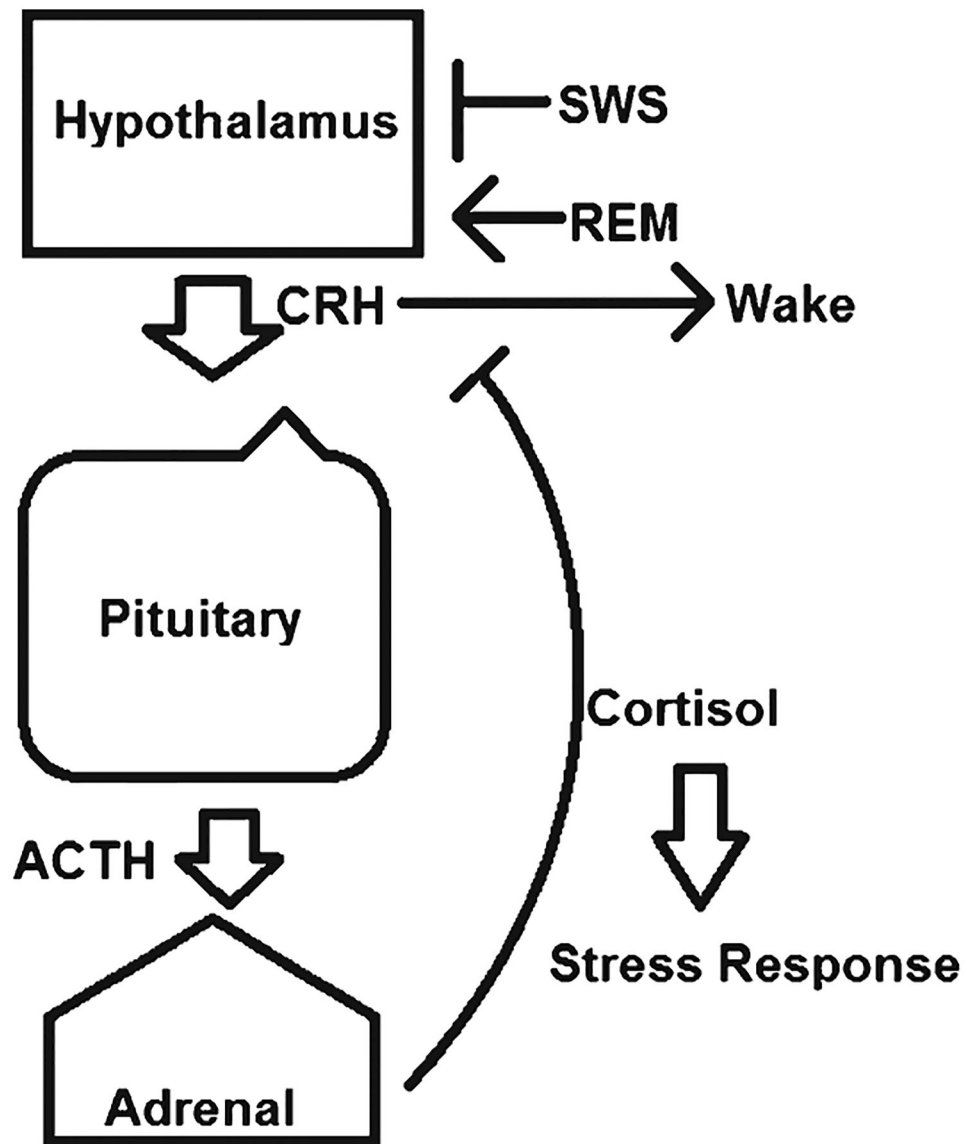 Hypothalamus
SWS
REM
CRH
Wake
Pituitary
Cortisol
ACTH
Stress Response
Adrenal